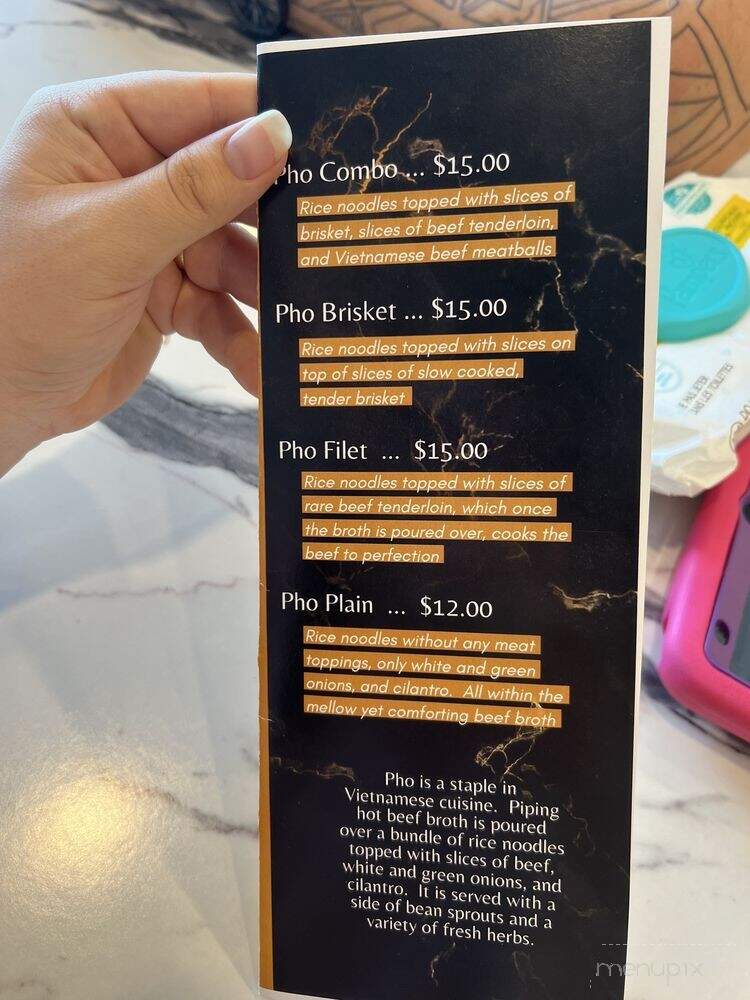 Pho Combo ... $15.00
Rice noodles topped with slices of
brisket, slices of beef tenderloin,
and Vietnamese beef meatballs
Pho Brisket ... $15.00
Rice noodles topped with slices on
top of slices of slow cooked,
tender brisket
Pho Filet ... $15.00
Rice noodles topped with slices of
rare beef tenderloin, which once
the broth is poured over, cooks the
beef to perfection
Pho Plain ... $12.00
Rice noodles without any meat
toppings, only white and green
onions, and cilantro. All within the
mellow yet comforting beef broth
Pho is a staple in
Vietnamese cuisine. Piping
hot beef broth is poured
over a bundle of rice noodles
topped with slices of beef,
white and green onions, and
cilantro. It is served with a
side of bean sprouts and a
variety of fresh herbs.
menupix